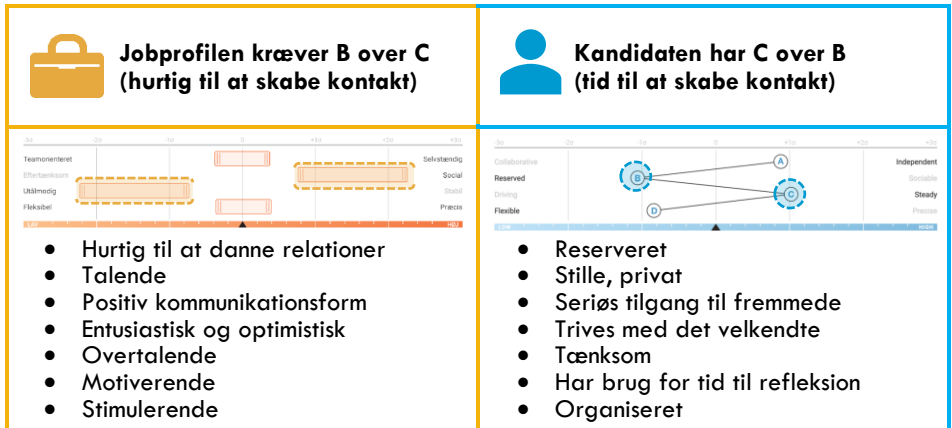 Jobprofilen kræver B over C
(hurtig til at skabe kontakt)
Kandidaten har C over B
(tid til at skabe kontakt)
-3σ -2σ -1σ 0 +1σ +2σ +3σ
Teamorienteret Selvstændig
Eftertænksom Social
Utålmodig Stabil
Fleksibel Præcis
LAV HØJ
-3σ -2σ -1σ 0 +1σ +2σ +3σ
Collaborative A Independent
Reserved B Sociable
Driving C Steady
Flexible D Precise
LOW HIGH
• Hurtig til at danne relationer
• Talende
• Positiv kommunikationsform
• Entusiastisk og optimistisk
• Overtalende
• Motiverende
• Stimulerende
• Reserveret
• Stille, privat
• Seriøs tilgang til fremmede
• Trives med det velkendte
• Tænksom
• Har brug for tid til refleksion
• Organiseret